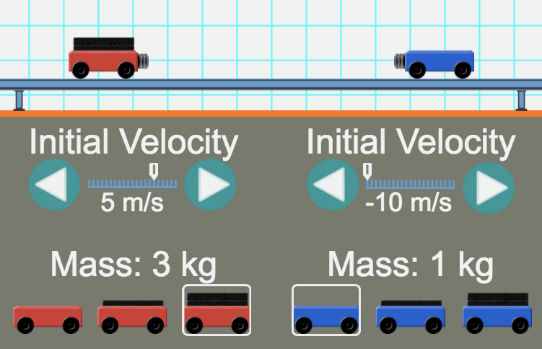 Initial Velocity
Initial Velocity
5 m/s
-10 m/s
Mass: 3 kg
Mass: 1 kg